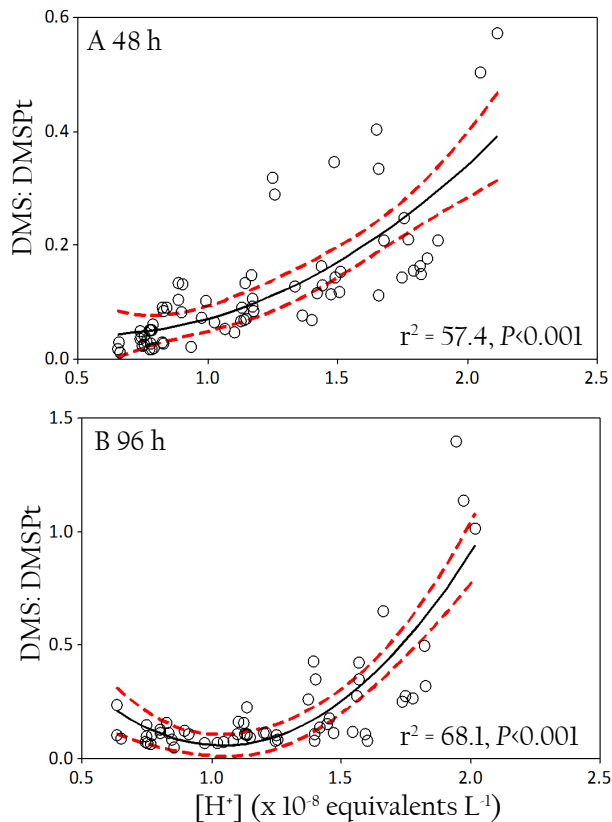 A 48 h
0.6
0.4
0.2
0.0
DMS: DMSPt
r² = 57.4, P<0.001
0.5 1.0 1.5 2.0 2.5
B 96 h
1.5
1.0
0.5
0.0
DMS: DMSPt
r² = 68.1, P<0.001
0.5 1.0 1.5 2.0 2.5
[H⁺] (x 10⁻⁸ equivalents L⁻¹)